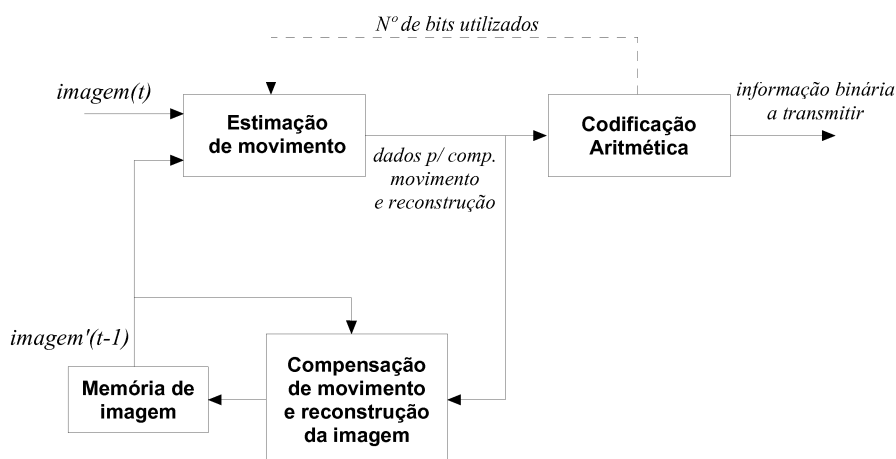 Nº de bits utilizados
imagem(t)
Estimação
de movimento
dados p/ comp.
movimento
e reconstrução
Codificação
Aritmética
informação binária
a transmitir
imagem'(t-1)
Memória de
imagem
Compensação
de movimento
e reconstrução
da imagem